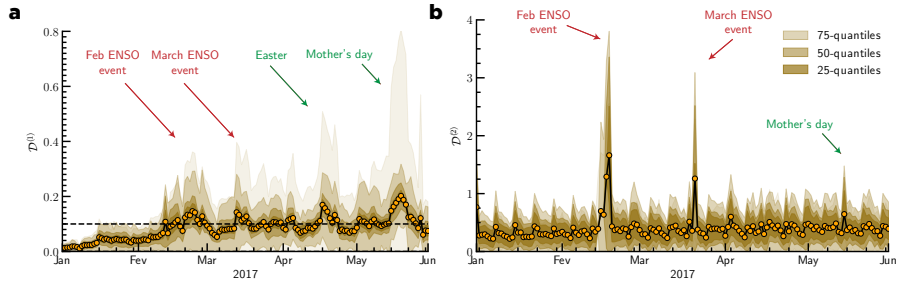 a
0.8
0.6
0.4
0.2
0.0
𝒟(1)
Feb ENSO
event
March ENSO
event
Easter
Mother's day
Jan
Fev
Mar
Apr
May
Jun
2017
b
4
3
2
1
0
𝒟(2)
Feb ENSO
event
March ENSO
event
Mother's day
75-quantiles
50-quantiles
25-quantiles
Jan
Fev
Mar
Apr
May
Jun
2017